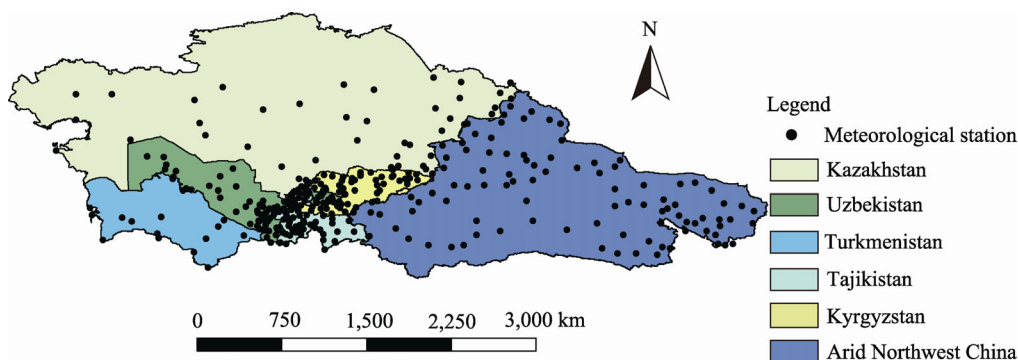 N
Legend
Meteorological station
Kazakhstan
Uzbekistan
Turkmenistan
Tajikistan
Kyrgyzstan
Arid Northwest China
0 750 1,500 2,250 3,000 km